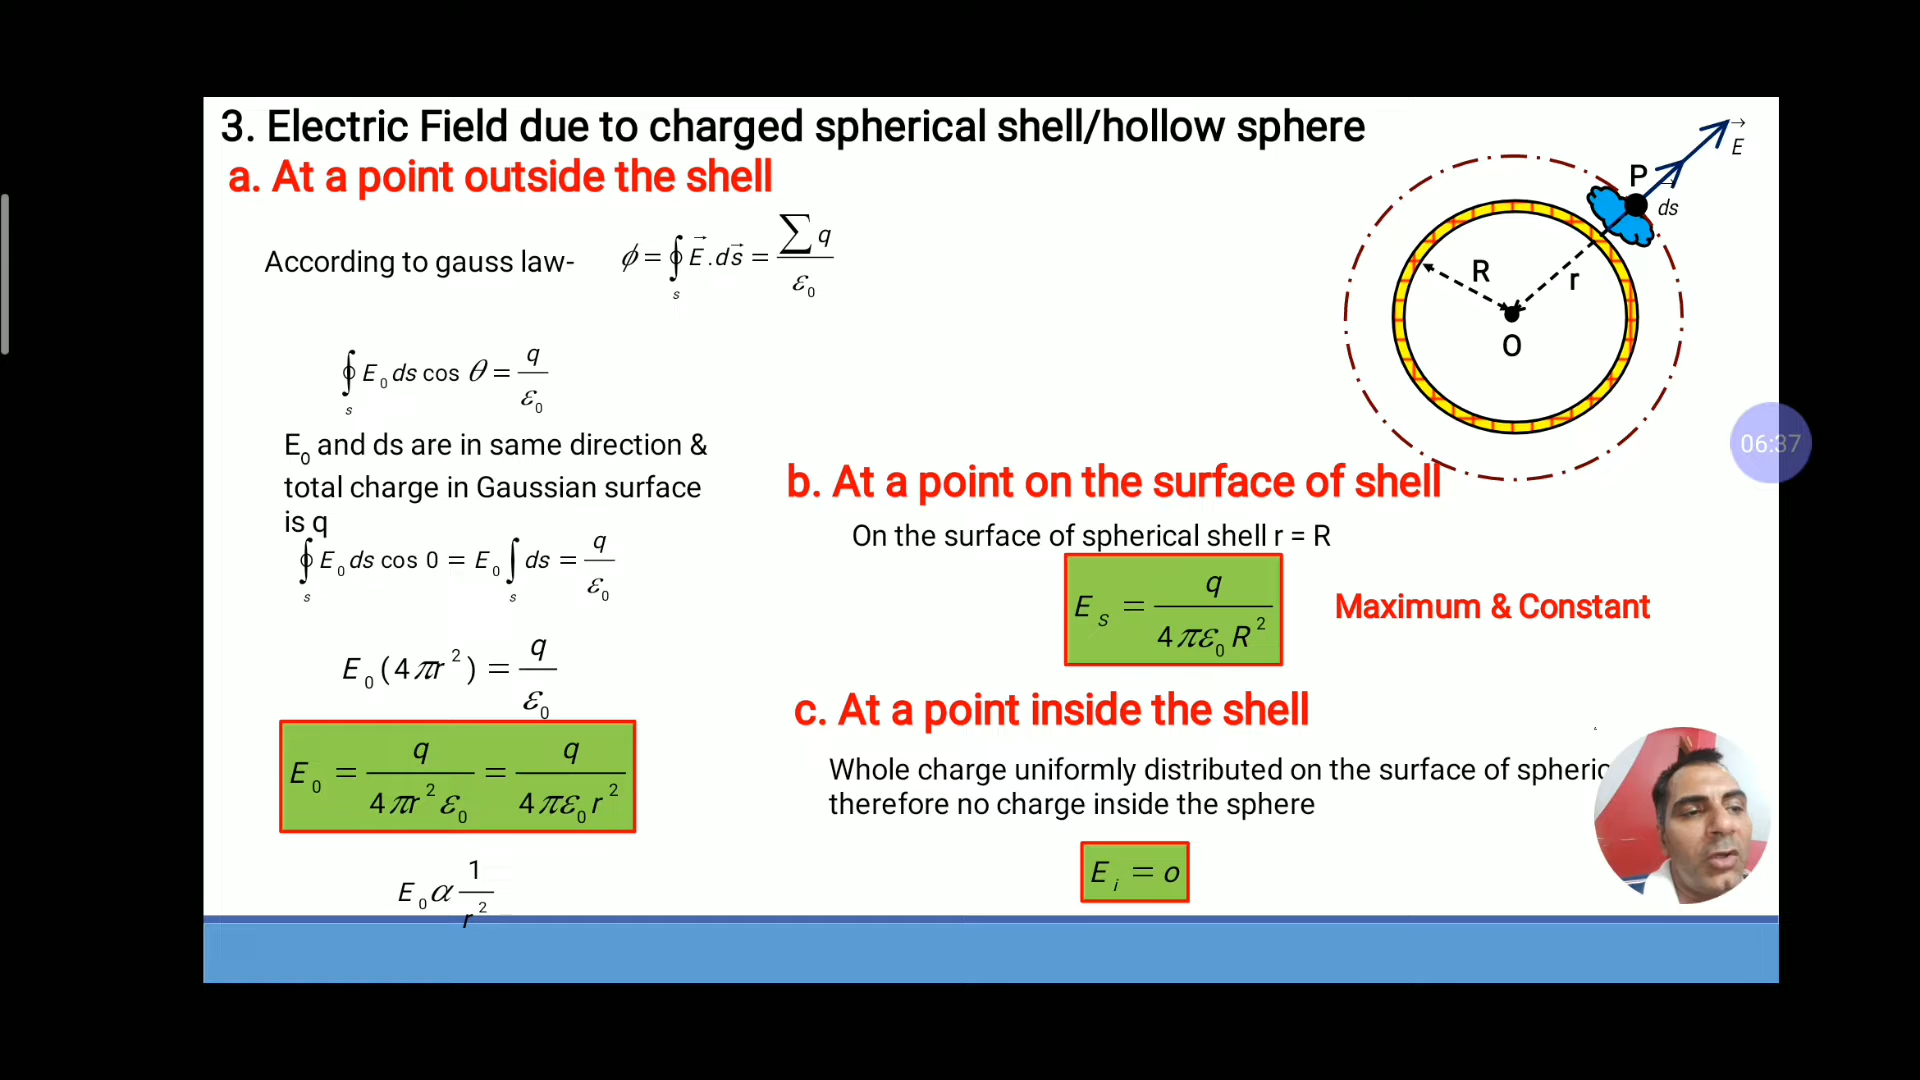 3. Electric Field due to charged spherical shell/hollow sphere
a. At a point outside the shell
According to gauss law- ϕ = ∮ₛ E⃗ . ds⃗ = ∑q / ε₀
∮ₛ E₀ ds cos θ = q / ε₀
E₀ and ds are in same direction &
total charge in Gaussian surface
is q
∮ₛ E₀ ds cos 0 = E₀ ∫ₛ ds = q / ε₀
E₀ (4πr²) = q / ε₀
E₀ = q / 4πr²ε₀ = q / 4πε₀r²
E₀ α 1 / r²
E⃗
P
ds⃗
R
r
O
06:37
b. At a point on the surface of shell
On the surface of spherical shell r = R
Eₛ = q / 4πε₀R²
Maximum & Constant
c. At a point inside the shell
Whole charge uniformly distributed on the surface of spheric
therefore no charge inside the sphere
Eᵢ = o